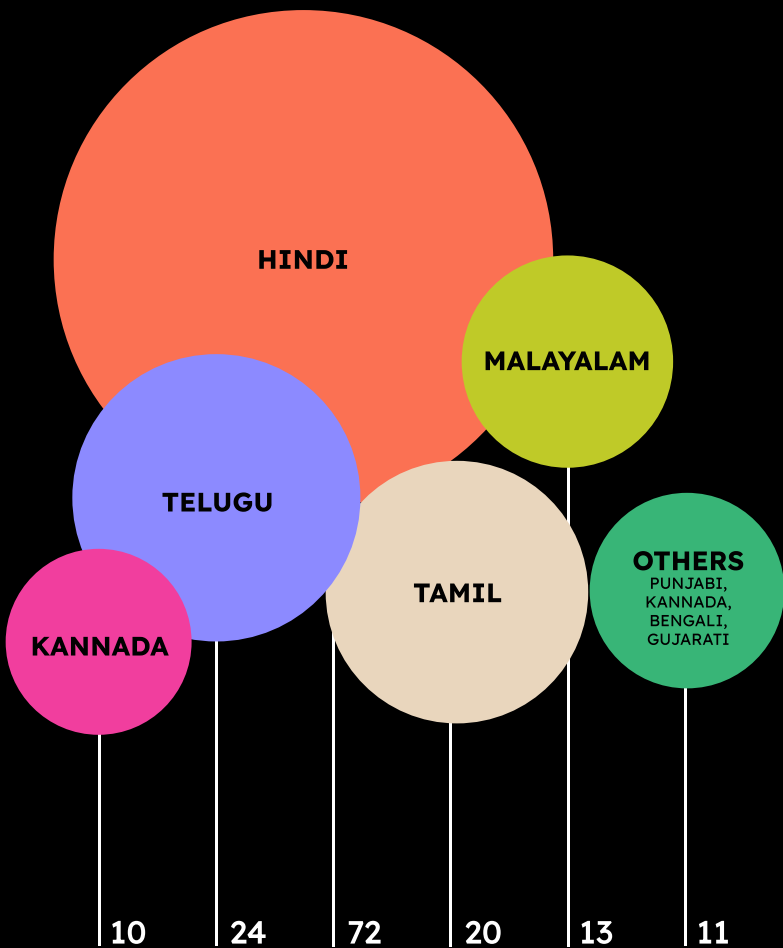 HINDI
MALAYALAM
TELUGU
OTHERS
PUNJABI,
KANNADA,
BENGALI,
GUJARATI
TAMIL
KANNADA
10 24 72 20 13 11